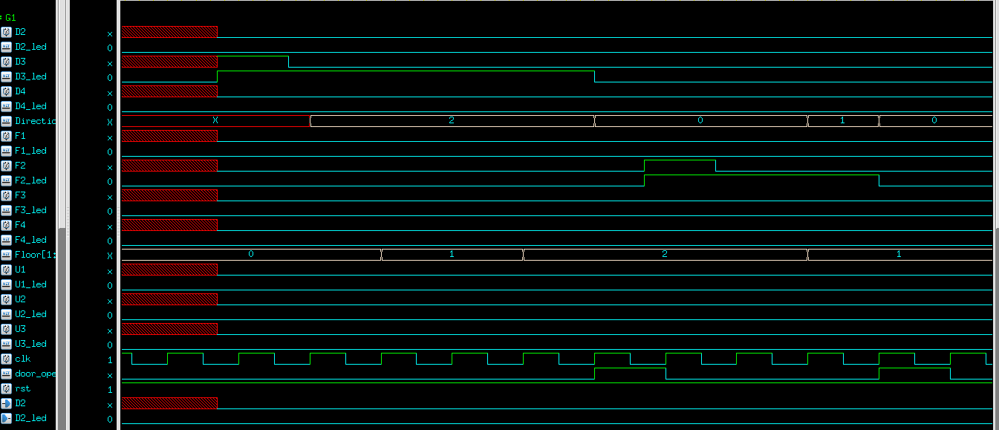 G1
D2 x
D2_led 0
D3 x
D3_led 0
D4 x
D4_led 0
Directio X X 2 0 1 0
F1 x
F1_led 0
F2 x
F2_led 0
F3 x
F3_led 0
F4 x
F4_led 0
Floor[1: X 0 1 2 1
U1 x
U1_led 0
U2 x
U2_led 0
U3 x
U3_led 0
clk 1
door_ope x
rst 1
D2 x
D2_led 0